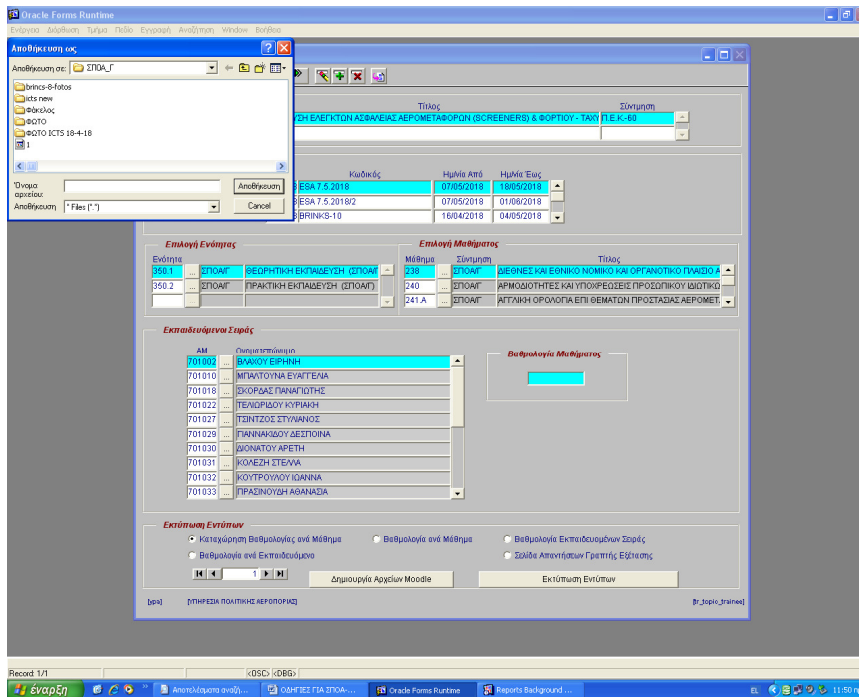 Oracle Forms Runtime
Ενέργεια Διόρθωση Τμήμα Πεδίο Εγγραφή Αναζήτηση Window Βοήθεια
Αποθήκευση ως
Αποθήκευση σε: ΣΠΟΑ_Γ
brincs-8-fotos
icts new
Φάκελος
ΦΩΤΟ
ΦΩΤΟ ICTS 18-4-18
1
Όνομα αρχείου:
Αποθήκευση
Αποθήκευση * Files (*.*)
Cancel
Τίτλος Σύντμηση
ΥΣΗ ΕΛΕΓΚΤΩΝ ΑΣΦΑΛΕΙΑΣ ΑΕΡΟΜΕΤΑΦΟΡΩΝ (SCREENERS) & ΦΟΡΤΙΟΥ - ΤΑΧΥ Π.Ε.Κ.-60
Κωδικός Ημ/νία Από Ημ/νία Έως
ESA 7.5.2018 07/05/2018 18/05/2018
ESA 7.5.2018/2 07/05/2018 01/06/2018
BRINKS-10 16/04/2018 04/05/2018
Επιλογή Ενότητας
Ενότητα
350.1 ... ΣΠΟΑ/Γ ΘΕΩΡΗΤΙΚΗ ΕΚΠΑΙΔΕΥΣΗ (ΣΠΟΑ/Γ
350.2 ... ΣΠΟΑ/Γ ΠΡΑΚΤΙΚΗ ΕΚΠΑΙΔΕΥΣΗ (ΣΠΟΑ/Γ)
Επιλογή Μαθήματος
Μάθημα Σύντμηση Τίτλος
238 ... ΣΠΟΑ/Γ ΔΙΕΘΝΕΣ ΚΑΙ ΕΘΝΙΚΟ ΝΟΜΙΚΟ ΚΑΙ ΟΡΓΑΝΟΤΙΚΟ ΠΛΑΙΣΙΟ Α
240 ... ΣΠΟΑ/Γ ΑΡΜΟΔΙΟΤΗΤΕΣ ΚΑΙ ΥΠΟΧΡΕΩΣΕΙΣ ΠΡΟΣΩΠΙΚΟΥ ΙΔΙΩΤΙΚΩ
241.Α ... ΣΠΟΑ/Γ ΑΓΓΛΙΚΗ ΟΡΟΛΟΓΙΑ ΕΠΙ ΘΕΜΑΤΩΝ ΠΡΟΣΤΑΣΙΑΣ ΑΕΡΟΜΕΤ.
Εκπαιδευόμενοι Σειράς
ΑΜ Ονοματεπώνυμο
701002 ... ΒΛΑΧΟΥ ΕΙΡΗΝΗ
701010 ... ΜΠΑΛΤΟΥΝΑ ΕΥΑΓΓΕΛΙΑ
701018 ... ΣΚΟΡΔΑΣ ΠΑΝΑΓΙΩΤΗΣ
701022 ... ΤΕΛΙΩΡΙΔΟΥ ΚΥΡΙΑΚΗ
701027 ... ΤΣΙΝΤΖΟΣ ΣΤΥΛΙΑΝΟΣ
701029 ... ΓΙΑΝΝΑΚΙΔΟΥ ΔΕΣΠΟΙΝΑ
701030 ... ΔΙΟΝΑΤΟΥ ΑΡΕΤΗ
701031 ... ΚΟΛΕΖΗ ΣΤΕΛΛΑ
701032 ... ΚΟΥΤΡΟΥΛΟΥ ΙΩΑΝΝΑ
701033 ... ΠΡΑΣΙΝΟΥΔΗ ΑΘΑΝΑΣΙΑ
Βαθμολογία Μαθήματος
Εκτύπωση Εντύπων
Καταχώρηση Βαθμολογίας ανά Μάθημα Βαθμολογία ανά Μάθημα Βαθμολογία Εκπαιδευομένων Σειράς
Βαθμολογία ανά Εκπαιδευόμενο Σελίδα Απαντήσεων Γραπτής Εξέτασης
1 Δημιουργία Αρχείων Moodle Εκτύπωση Εντύπων
[ypa] [ΥΠΗΡΕΣΙΑ ΠΟΛΙΤΙΚΗΣ ΑΕΡΟΠΟΡΙΑΣ] [tr_topic_trainee]
Record: 1/1 <OSC> <DBG>
έναρξη Αποτελέσματα αναζή... ΟΔΗΓΙΕΣ ΓΙΑ ΣΠΟΑ-... Oracle Forms Runtime Reports Background ... EL 11:50